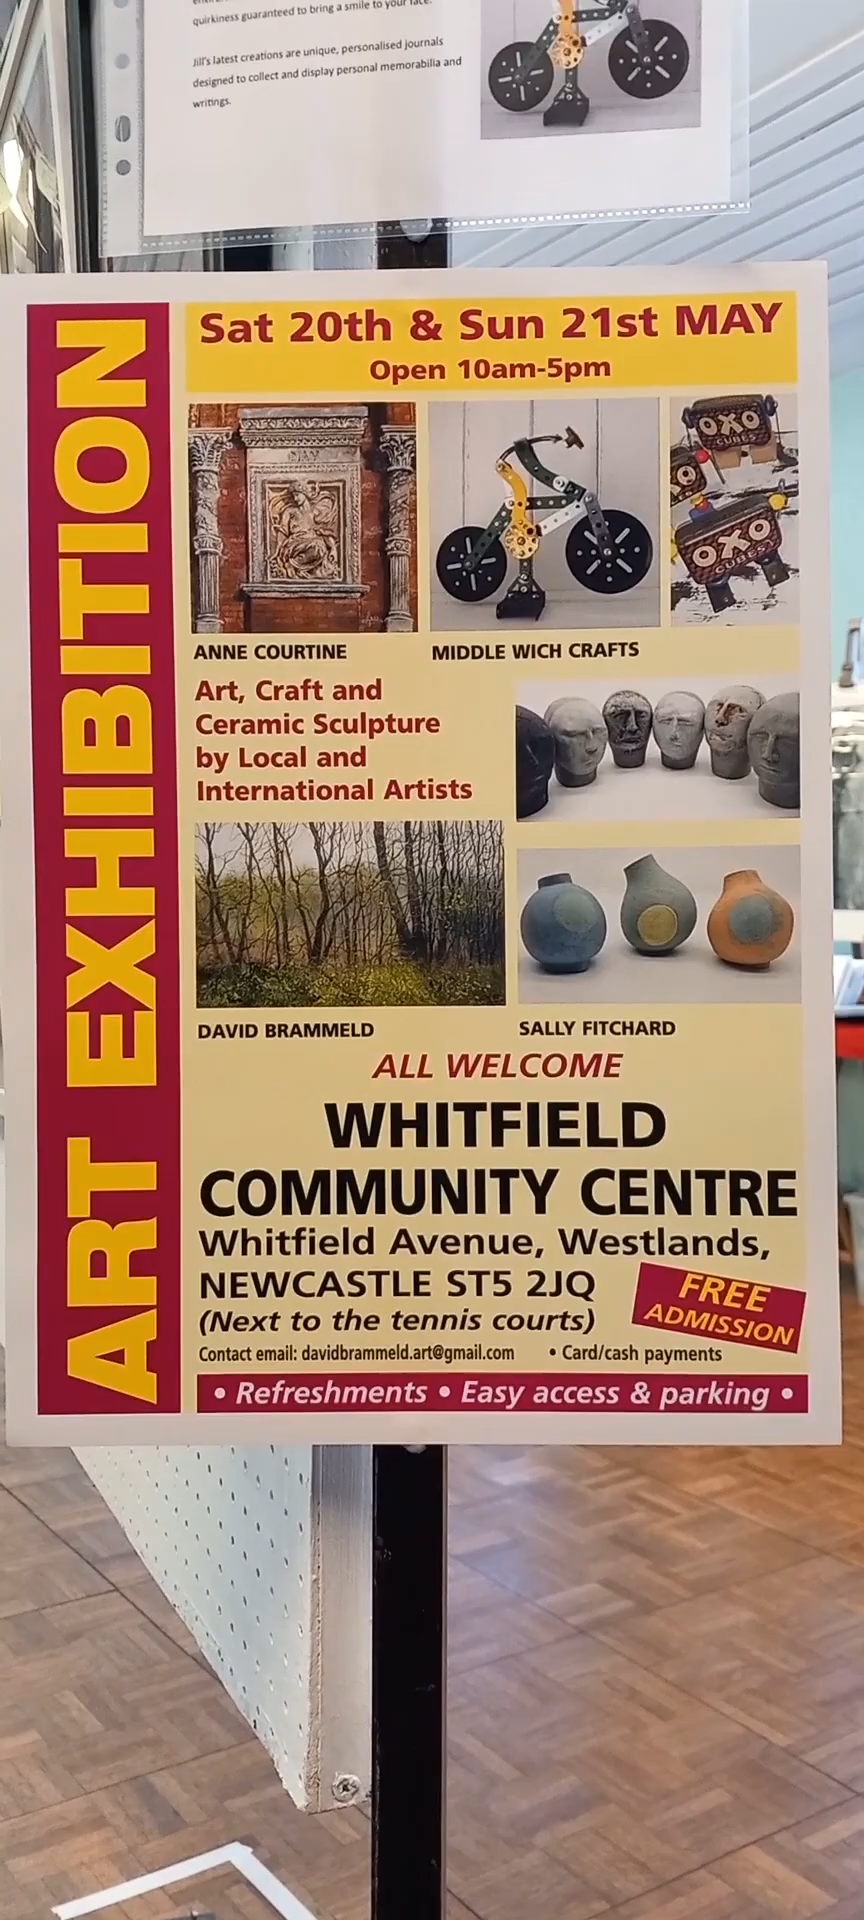 quirkiness guaranteed to bring a smile to your face.
Jill's latest creations are unique, personalised journals
designed to collect and display personal memorabilia and
writings.
ART EXHIBITION
Sat 20th & Sun 21st MAY
Open 10am-5pm
OXO
CUBES
OXO
CUBES
ANNE COURTINE
MIDDLE WICH CRAFTS
Art, Craft and
Ceramic Sculpture
by Local and
International Artists
DAVID BRAMMELD
SALLY FITCHARD
ALL WELCOME
WHITFIELD
COMMUNITY CENTRE
Whitfield Avenue, Westlands,
NEWCASTLE ST5 2JQ
(Next to the tennis courts)
FREE
ADMISSION
Contact email: davidbrammeld.art@gmail.com • Card/cash payments
• Refreshments • Easy access & parking •